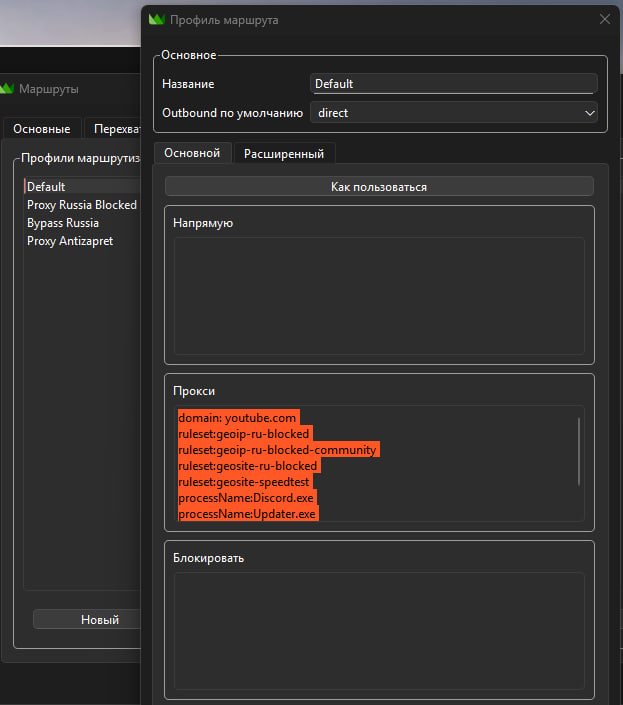 Профиль маршрута
Основное
Название
Default
Outbound по умолчанию
direct
Маршруты
Основные
Профили маршрутиз
Default
Proxy Russia Blocked
Bypass Russia
Proxy Antizapret
Новый
Основной
Расширенный
Как пользоваться
Напрямую
Прокси
domain: youtube.com
ruleset:geoip-ru-blocked
ruleset:geoip-ru-blocked-community
ruleset:geosite-ru-blocked
ruleset:geosite-speedtest
processName:Discord.exe
processName:Updater.exe
Блокировать